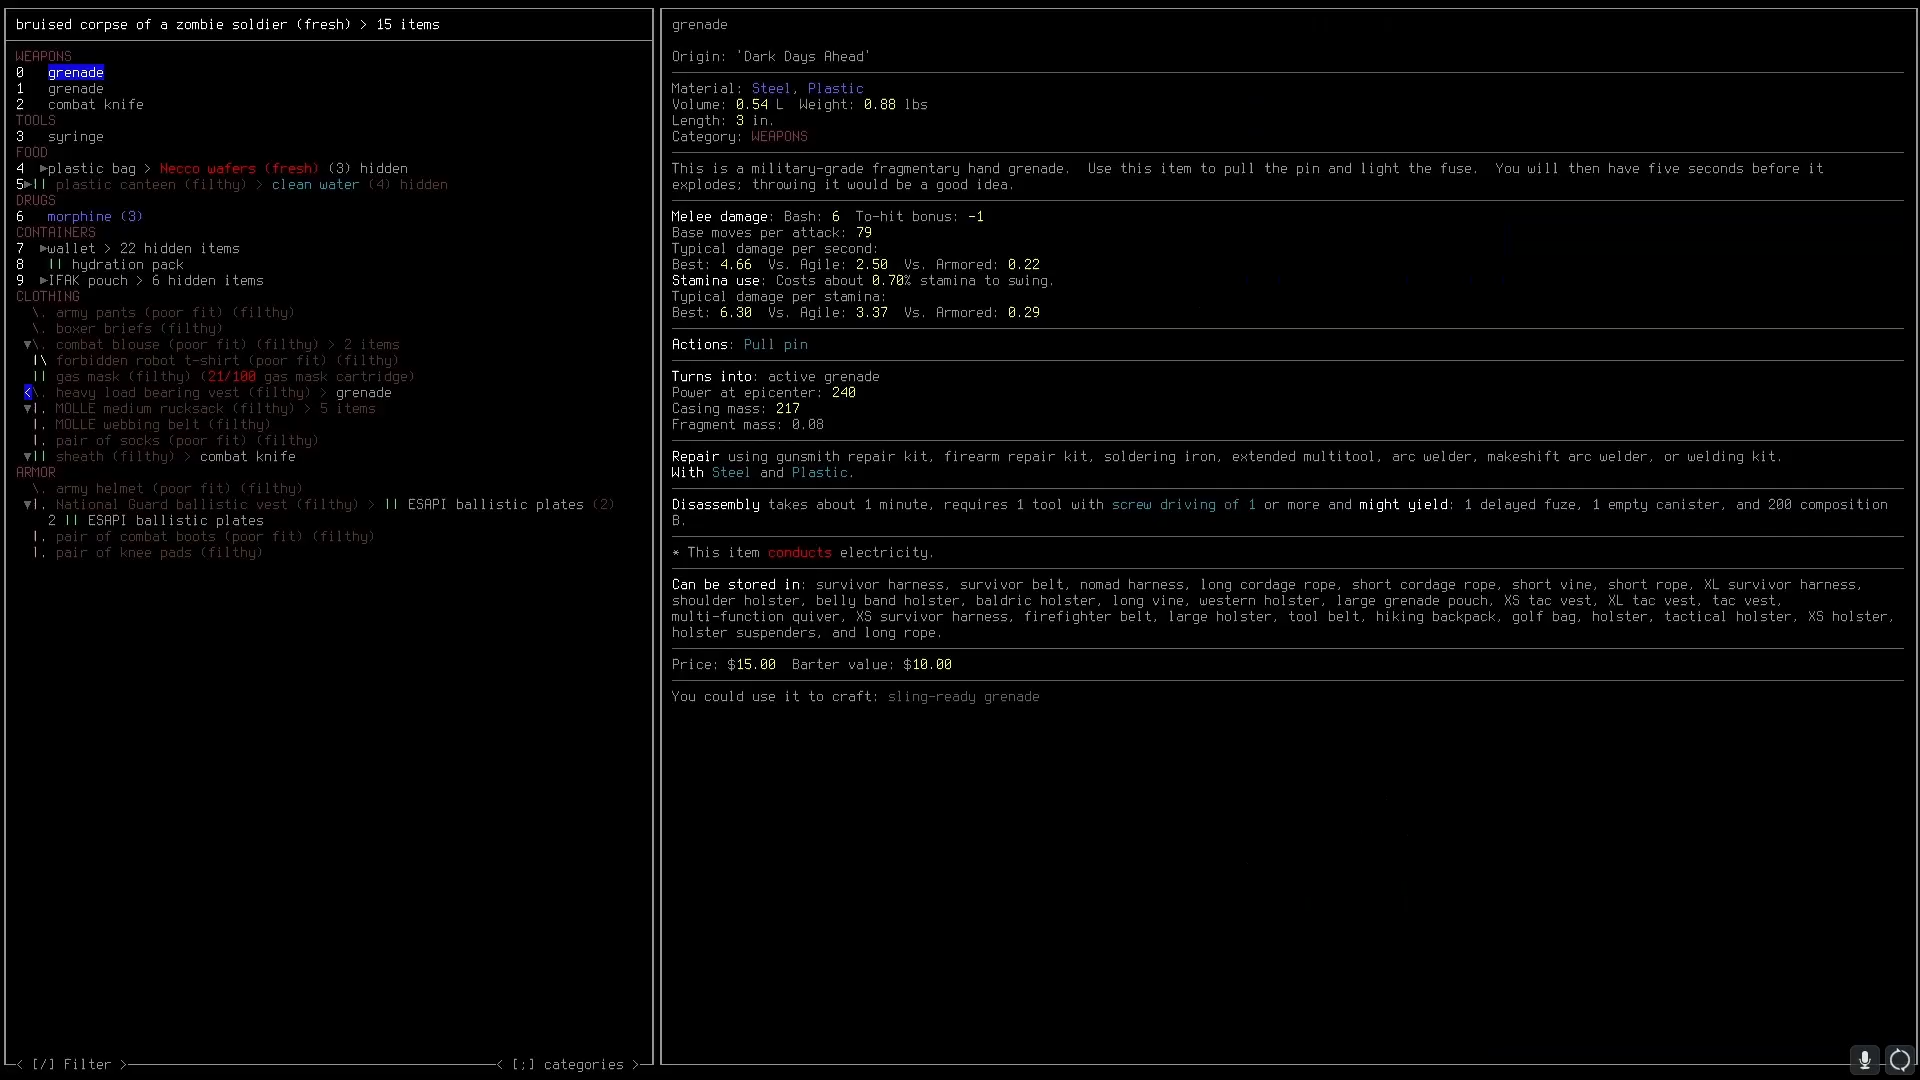 bruised corpse of a zombie soldier (fresh) > 15 items
WEAPONS
0 grenade
1 grenade
2 combat knife
TOOLS
3 syringe
FOOD
4 ▶plastic bag > Necco wafers (fresh) (3) hidden
5▶|| plastic canteen (filthy) > clean water (4) hidden
DRUGS
6 morphine (3)
CONTAINERS
7 ▶wallet > 22 hidden items
8 || hydration pack
9 ▶IFAK pouch > 6 hidden items
CLOTHING
\. army pants (poor fit) (filthy)
\. boxer briefs (filthy)
▼\. combat blouse (poor fit) (filthy) > 2 items
|\ forbidden robot t-shirt (poor fit) (filthy)
|| gas mask (filthy) (21/100 gas mask cartridge)
<\. heavy load bearing vest (filthy) > grenade
▼|. MOLLE medium rucksack (filthy) > 5 items
|. MOLLE webbing belt (filthy)
|. pair of socks (poor fit) (filthy)
▼|| sheath (filthy) > combat knife
ARMOR
\. army helmet (poor fit) (filthy)
▼|. National Guard ballistic vest (filthy) > || ESAPI ballistic plates (2)
2 || ESAPI ballistic plates
|. pair of combat boots (poor fit) (filthy)
|. pair of knee pads (filthy)
< [/] Filter >
< [;] categories >
grenade
Origin: 'Dark Days Ahead'
Material: Steel, Plastic
Volume: 0.54 L Weight: 0.88 lbs
Length: 3 in.
Category: WEAPONS
This is a military-grade fragmentary hand grenade. Use this item to pull the pin and light the fuse. You will then have five seconds before it
explodes; throwing it would be a good idea.
Melee damage: Bash: 6 To-hit bonus: -1
Base moves per attack: 79
Typical damage per second:
Best: 4.66 Vs. Agile: 2.50 Vs. Armored: 0.22
Stamina use: Costs about 0.70% stamina to swing.
Typical damage per stamina:
Best: 6.30 Vs. Agile: 3.37 Vs. Armored: 0.29
Actions: Pull pin
Turns into: active grenade
Power at epicenter: 240
Casing mass: 217
Fragment mass: 0.08
Repair using gunsmith repair kit, firearm repair kit, soldering iron, extended multitool, arc welder, makeshift arc welder, or welding kit.
With Steel and Plastic.
Disassembly takes about 1 minute, requires 1 tool with screw driving of 1 or more and might yield: 1 delayed fuze, 1 empty canister, and 200 composition
B.
* This item conducts electricity.
Can be stored in: survivor harness, survivor belt, nomad harness, long cordage rope, short cordage rope, short vine, short rope, XL survivor harness,
shoulder holster, belly band holster, baldric holster, long vine, western holster, large grenade pouch, XS tac vest, XL tac vest, tac vest,
multi-function quiver, XS survivor harness, firefighter belt, large holster, tool belt, hiking backpack, golf bag, holster, tactical holster, XS holster,
holster suspenders, and long rope.
Price: $15.00 Barter value: $10.00
You could use it to craft: sling-ready grenade